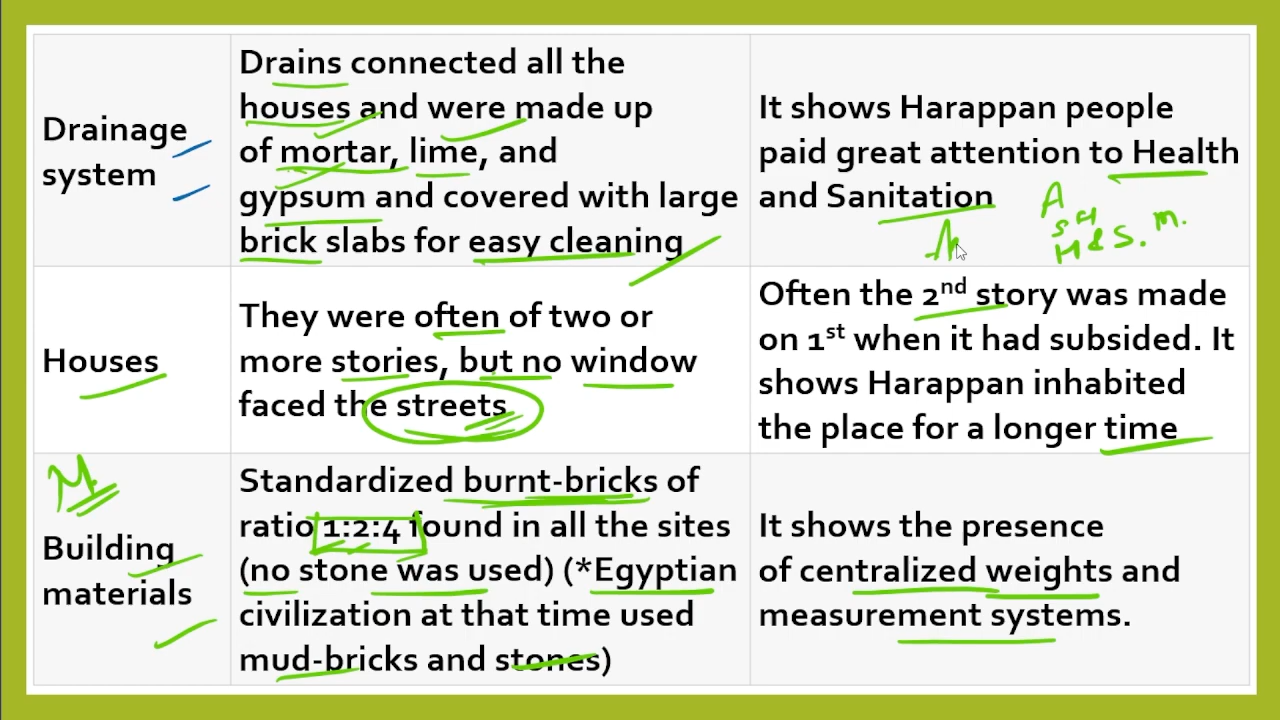 Drainage
system
Drains connected all the
houses and were made up
of mortar, lime, and
gypsum and covered with large
brick slabs for easy cleaning
It shows Harappan people
paid great attention to Health
and Sanitation
A
S H
H & S. M.
Houses
They were often of two or
more stories, but no window
faced the streets
Often the 2nd story was made
on 1st when it had subsided. It
shows Harappan inhabited
the place for a longer time
M.
Building
materials
Standardized burnt-bricks of
ratio 1:2:4 found in all the sites
(no stone was used) (*Egyptian
civilization at that time used
mud-bricks and stones)
It shows the presence
of centralized weights and
measurement systems.